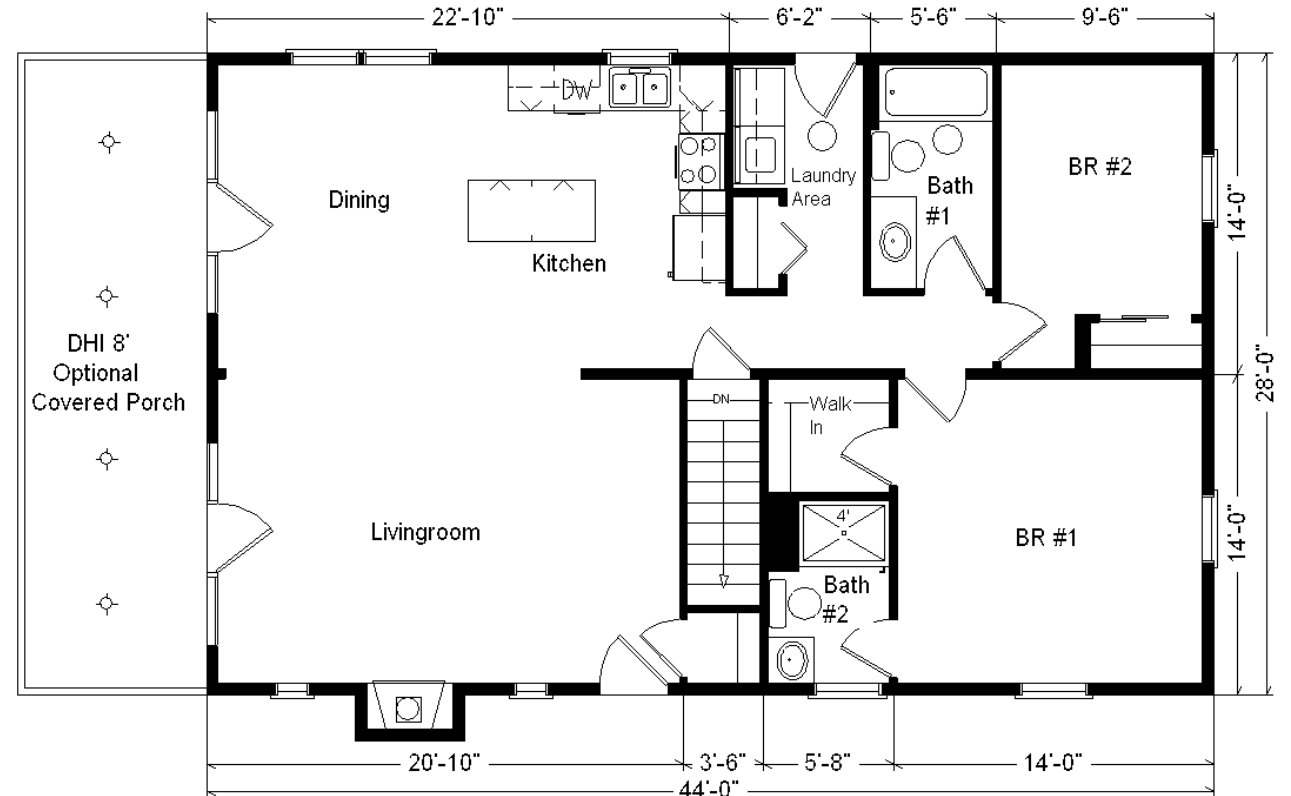 22'-10"
6'-2"
5'-6"
9'-6"
DW
Dining
Kitchen
Laundry
Area
Bath
#1
BR #2
14'-0"
28'-0"
DHI 8'
Optional
Covered Porch
DN
Walk
In
Livingroom
4'
Bath
#2
BR #1
14'-0"
20'-10"
3'-6"
5'-8"
14'-0"
44'-0"